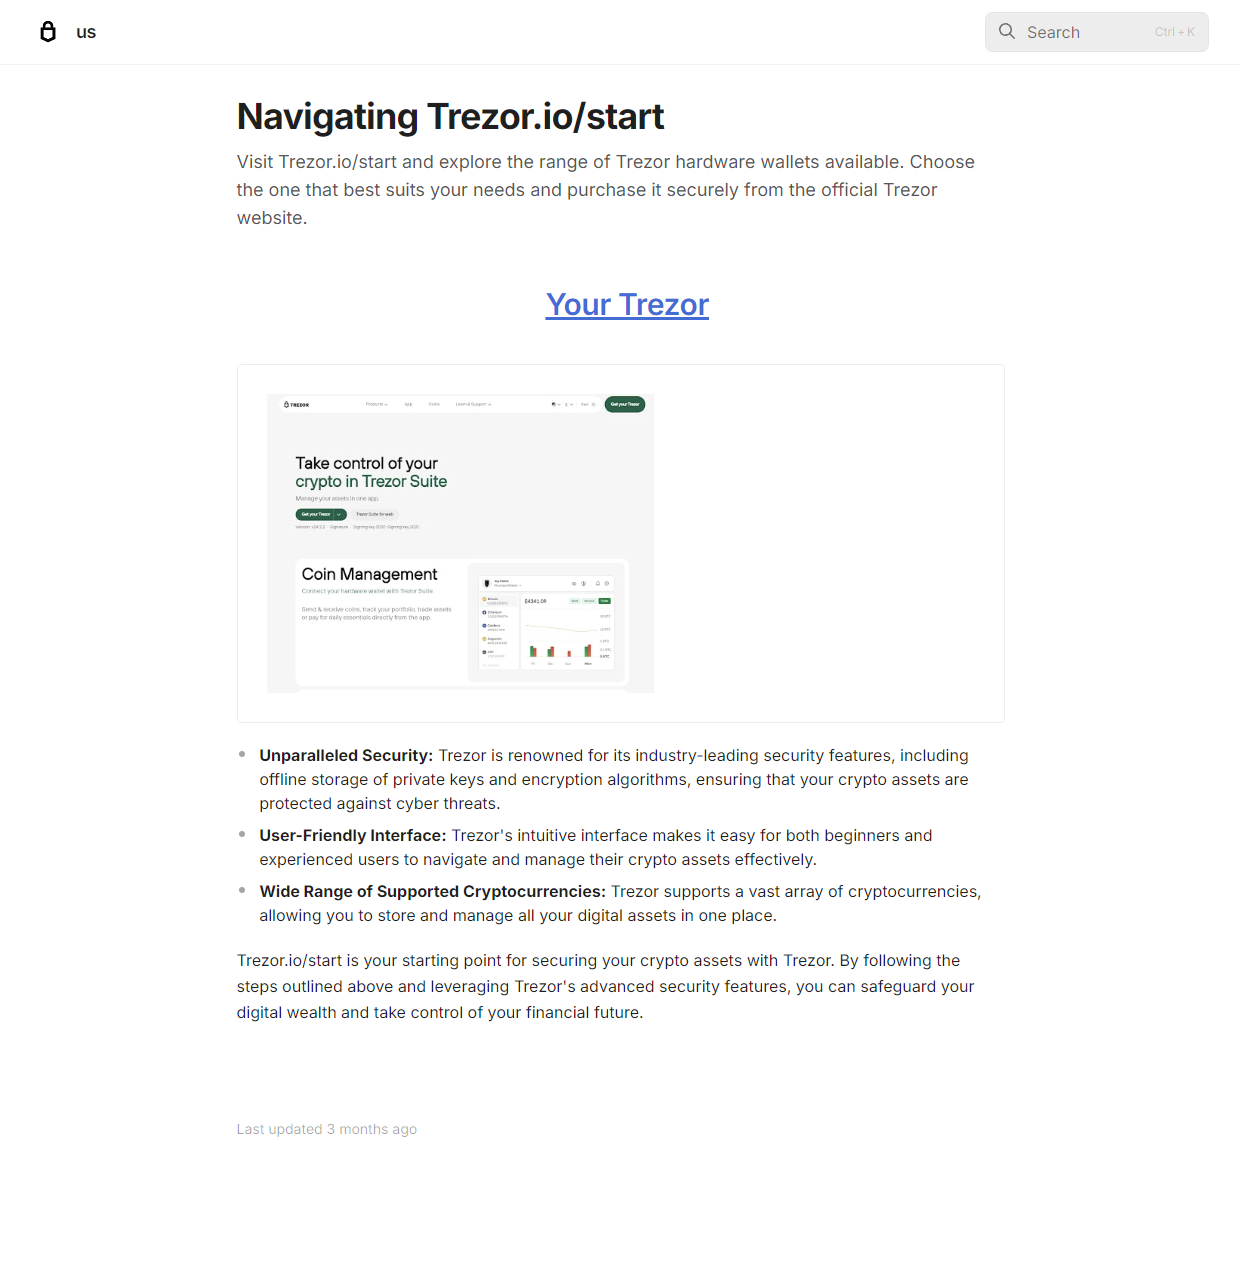 us
Search
Ctrl + K
Navigating Trezor.io/start
Visit Trezor.io/start and explore the range of Trezor hardware wallets available. Choose
the one that best suits your needs and purchase it securely from the official Trezor
website.
Your Trezor
TREZOR
Products
App
Coins
Learn & Support
Get your Trezor
Take control of your
crypto in Trezor Suite
Manage your assets in one app.
Get your Trezor
Trezor Suite for web
Coin Management
Connect your hardware wallet with Trezor Suite.
Send & receive coins, track your portfolio, trade assets
or pay for daily essentials directly from the app.
$4341.08
Unparalleled Security: Trezor is renowned for its industry-leading security features, including
offline storage of private keys and encryption algorithms, ensuring that your crypto assets are
protected against cyber threats.
User-Friendly Interface: Trezor's intuitive interface makes it easy for both beginners and
experienced users to navigate and manage their crypto assets effectively.
Wide Range of Supported Cryptocurrencies: Trezor supports a vast array of cryptocurrencies,
allowing you to store and manage all your digital assets in one place.
Trezor.io/start is your starting point for securing your crypto assets with Trezor. By following the
steps outlined above and leveraging Trezor's advanced security features, you can safeguard your
digital wealth and take control of your financial future.
Last updated 3 months ago